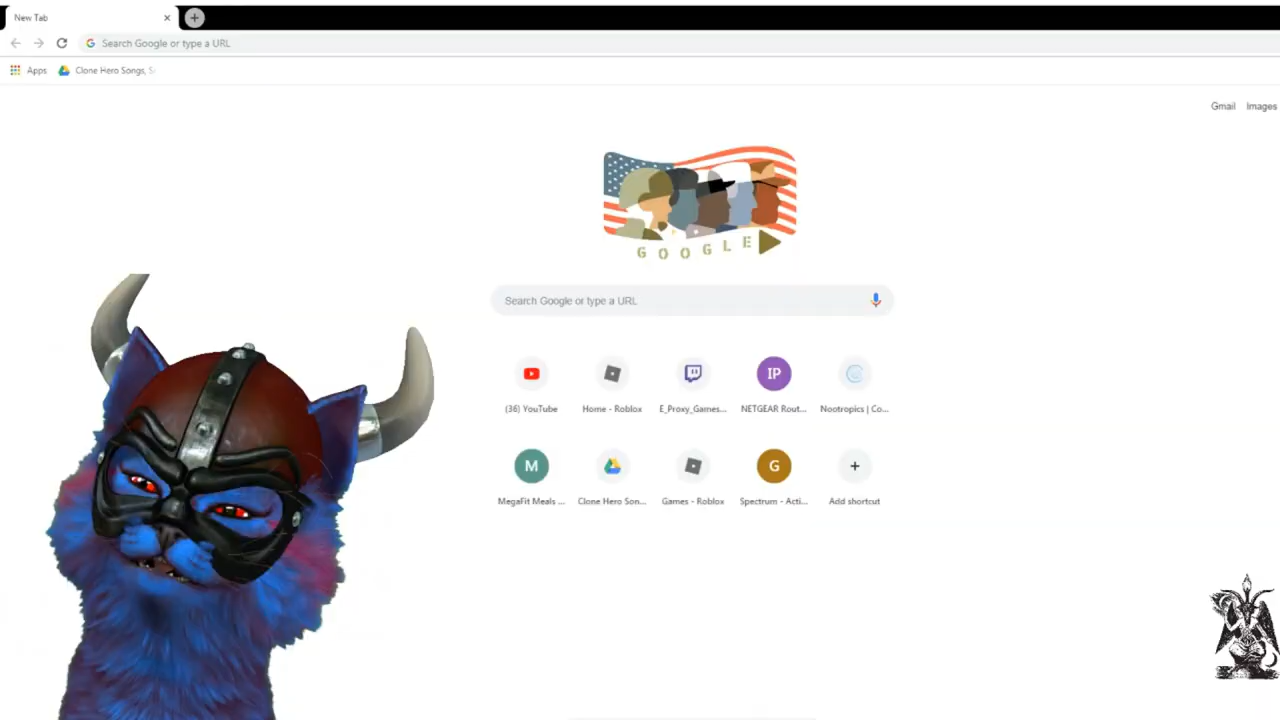 New Tab
Search Google or type a URL
Apps
Clone Hero Songs, S
Gmail Images
GOOGLE
Search Google or type a URL
(36) YouTube
Home - Roblox
E_Proxy_Games...
IP
NETGEAR Rout...
Nootropics | Co...
M
MegaFit Meals ...
Clone Hero Son...
Games - Roblox
G
Spectrum - Acti...
Add shortcut